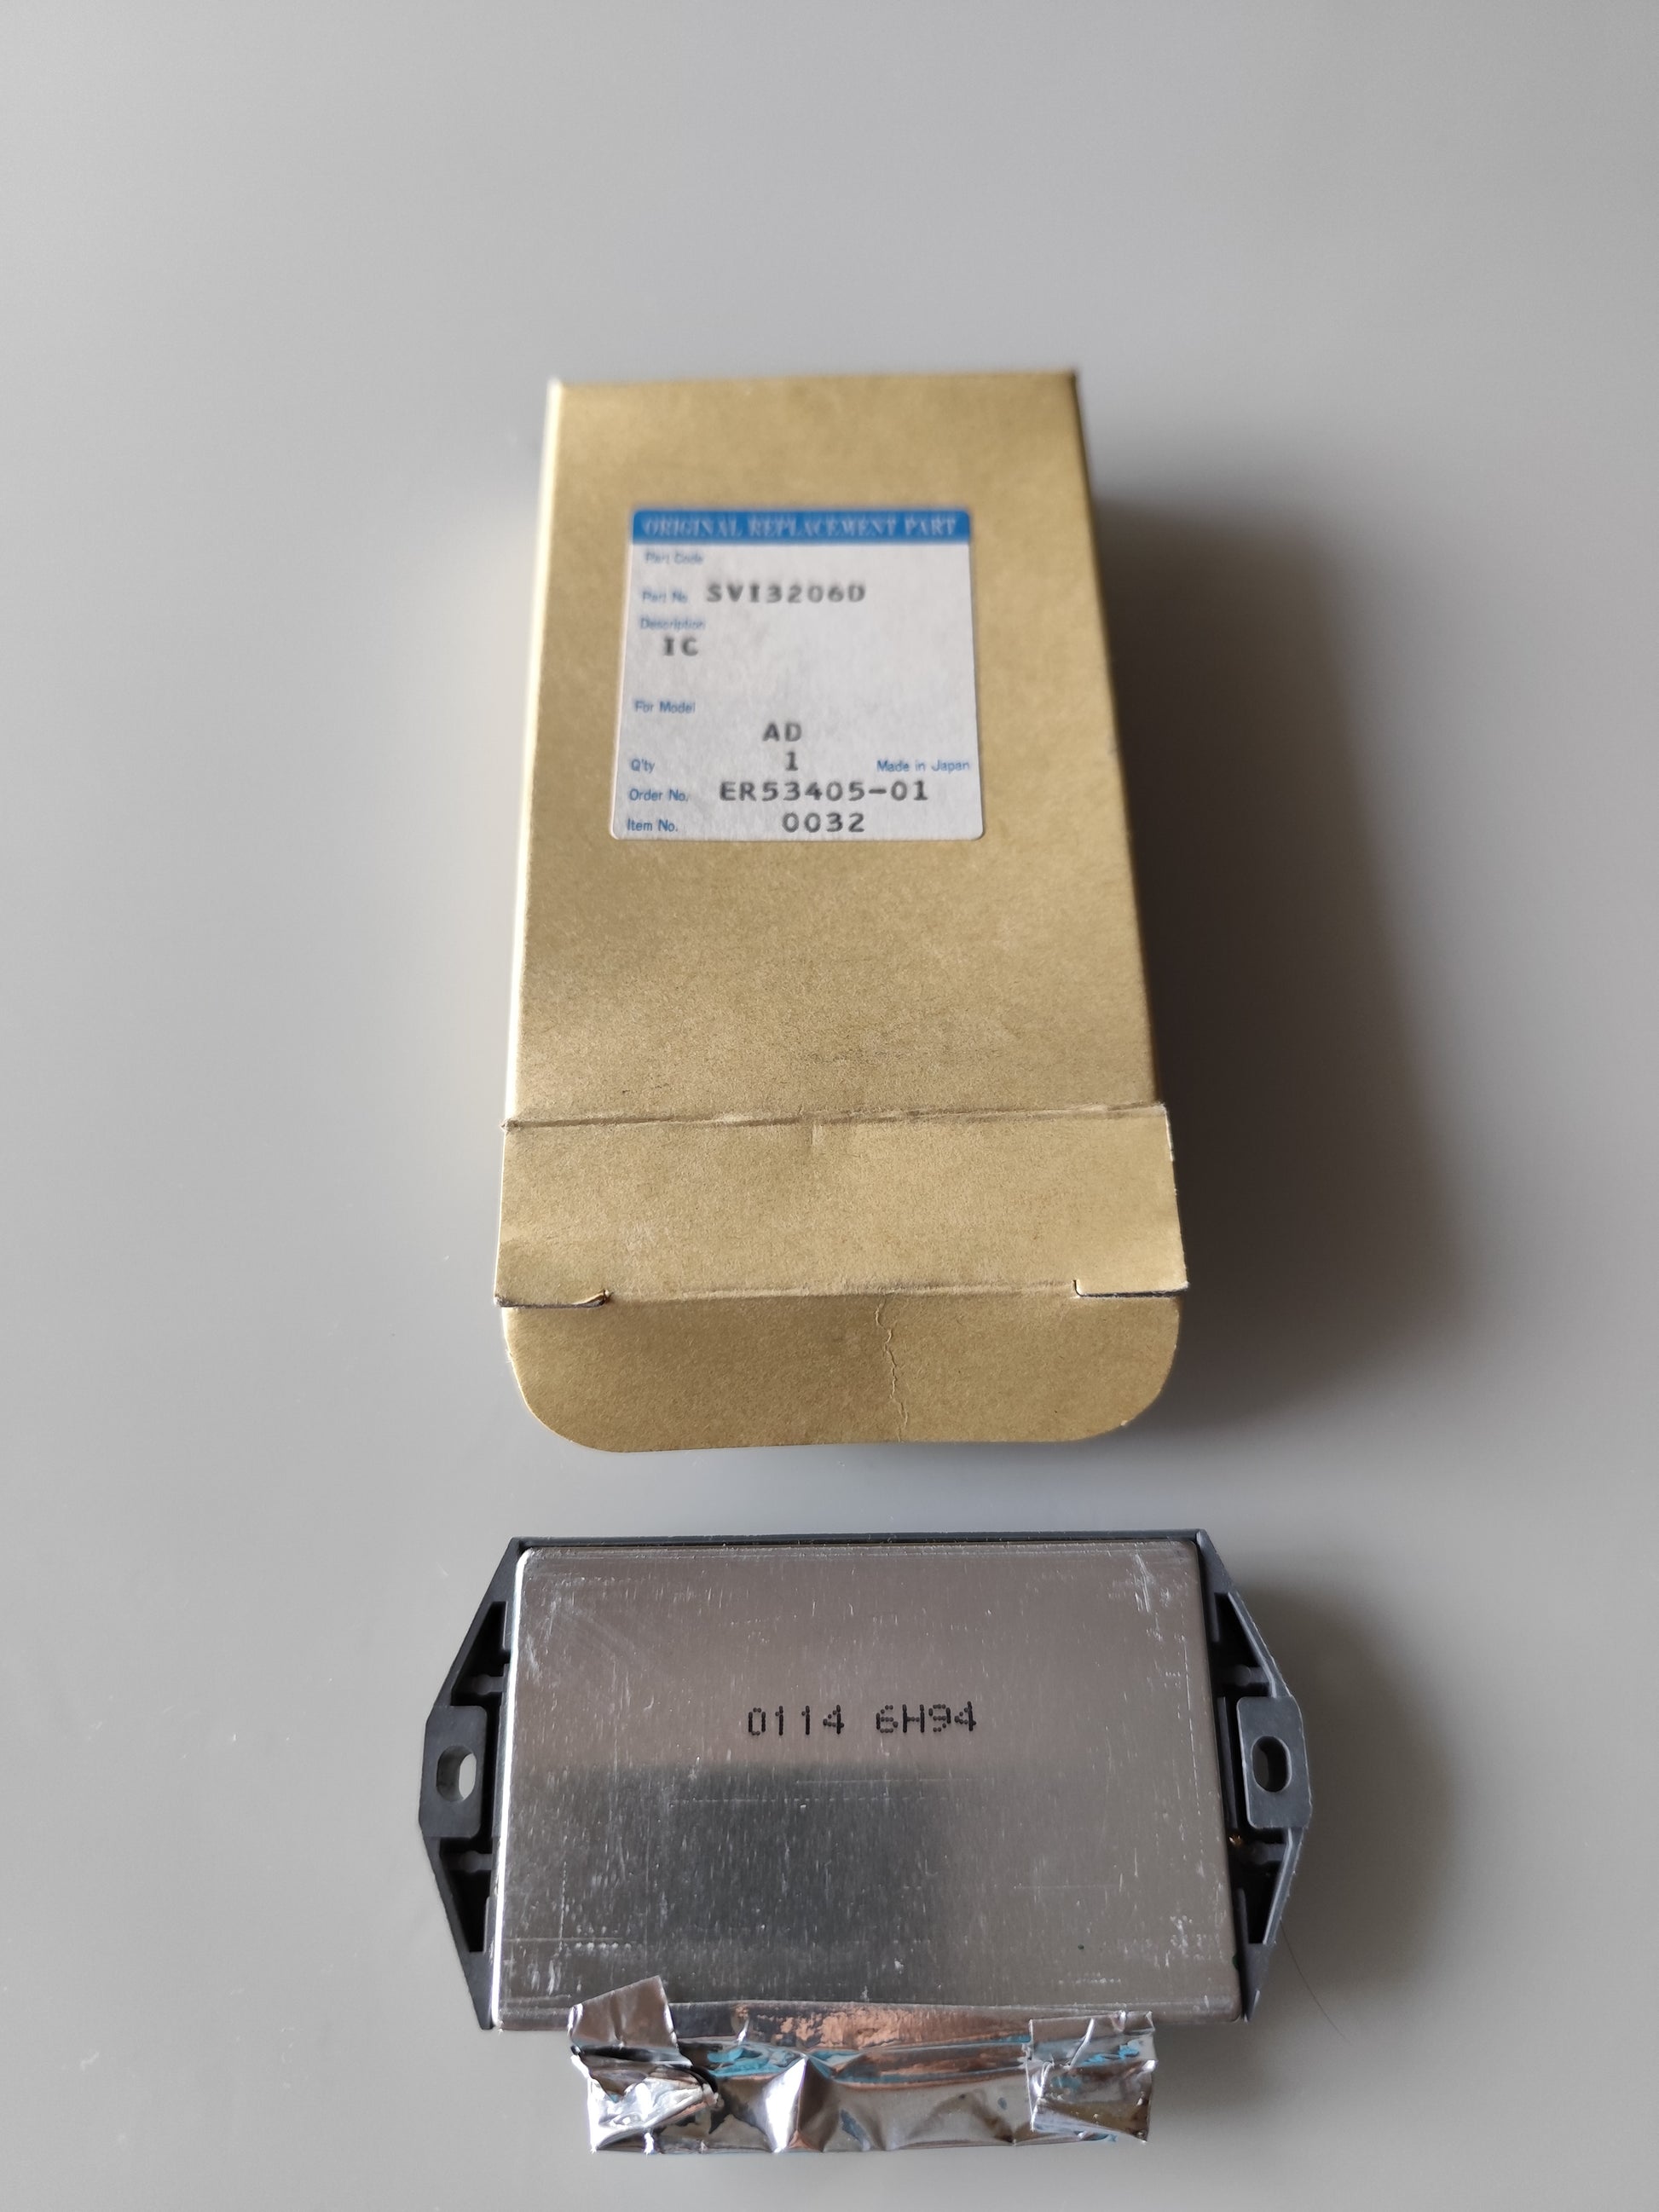 ORIGINAL REPLACEMENT PART
Part Code
Part No. SVI3206D
Description
IC
For Model
AD
Q'ty 1 Made in Japan
Order No. ER53405-01
Item No. 0032
0114 6H94